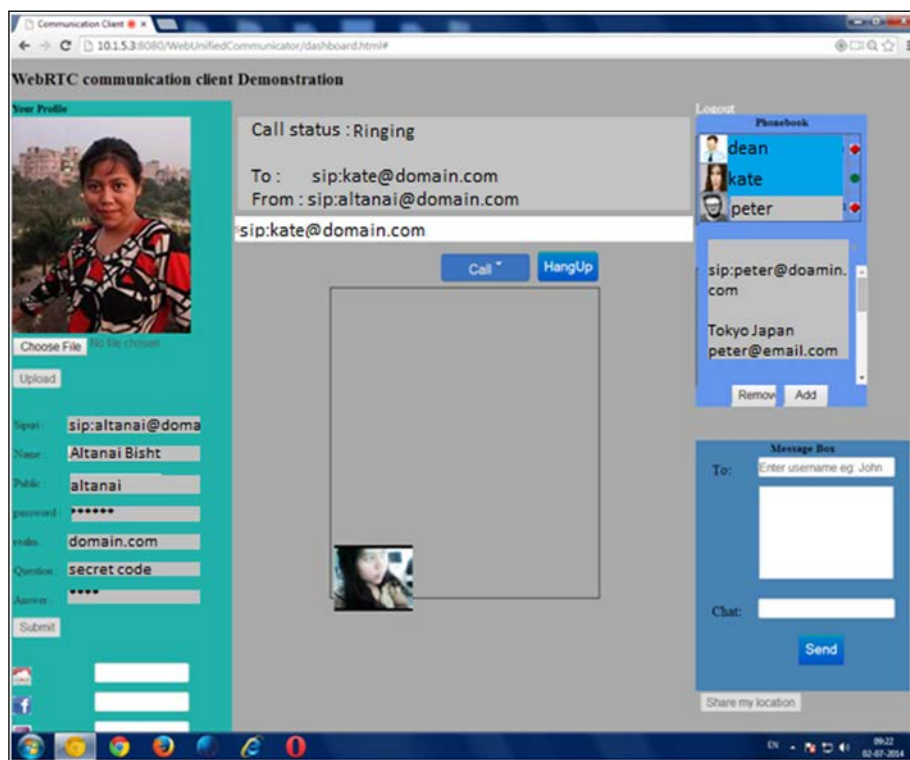 Communication Client
10.1.5.3:8080/WebUnifiedCommunicator/dashboard.html#
WebRTC communication client Demonstration
Your Profile
Choose File No file chosen
Upload
Sipuri : sip:altanai@doma
Name : Altanai Bisht
Public : altanai
password : ••••••
realm : domain.com
Question : secret code
Answer : ••••
Submit
Call status : Ringing
To : sip:kate@domain.com
From : sip:altanai@domain.com
sip:kate@domain.com
Call HangUp
Logout
Phonebook
dean
kate
peter
sip:peter@doamin.
com
Tokyo Japan
peter@email.com
Remov Add
Message Box
To: Enter username eg: John
Chat:
Send
Share my location
EN
09:22
02-07-2014